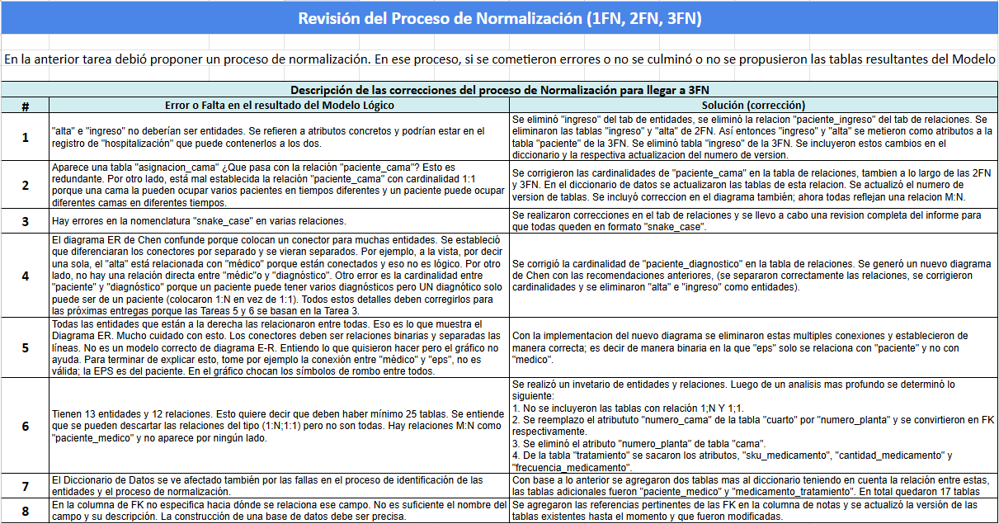 Revisión del Proceso de Normalización (1FN, 2FN, 3FN)
En la anterior tarea debió proponer un proceso de normalización. En ese proceso, si se cometieron errores o no se culminó o no se propusieron las tablas resultantes del Modelo
Descripción de las correcciones del proceso de Normalización para llegar a 3FN
# Error o Falta en el resultado del Modelo Lógico Solución (corrección)
1
"alta" e "ingreso" no deberían ser entidades. Se refieren a atributos concretos y podrían estar en el
registro de "hospitalización" que puede contenerlos a los dos.
Se eliminó "ingreso" del tab de entidades, se eliminó la relacion "paciente_ingreso" del tab de relaciones. Se
eliminaron las tablas "ingreso" y "alta" de 2FN. Así entonces "ingreso" y "alta" se metieron como atributos a la
tabla "paciente" de la 3FN. Se eliminó tabla "ingreso" de la 3FN. Se incluyeron estos cambios en el
diccionario y la respectiva actualizacion del numero de version.
2
Aparece una tabla "asignacion_cama" ¿Que pasa con la relación "paciente_cama"? Esto es
redundante. Por otro lado, está mal establecida la relación "paciente_cama" con cardinalidad 1:1
porque una cama la pueden ocupar varios pacientes en tiempos diferentes y un paciente puede ocupar
diferentes camas en diferentes tiempos.
Se corrigieron las cardinalidades de "paciente_cama" en la tabla de relaciones, tambien a lo largo de las 2FN
y 3FN. En el diccionario de datos se actualizaron las tablas de esta relacion. Se actualizó el numero de
version de tablas. Se incluyó correccion en el diagrama también; ahora todas reflejan una relacion M:N.
3
Hay errores en la nomenclatura "snake_case" en varias relaciones.
Se realizaron correcciones en el tab de relaciones y se llevo a cabo una revision completa del informe para
que todas queden en formato "snake_case".
4
El diagrama ER de Chen confunde porque colocan un conector para muchas entidades. Se estableció
que diferenciaran los conectores por separado y se vieran separados. Por ejemplo, a la vista, por decir
una sola, el "alta" está relacionada con "médico" porque están conectados y eso no es lógico. Por otro
lado, no hay una relación directa entre "médic"o y "diagnóstico". Otro error es la cardinalidad entre
"paciente" y "diagnóstico" porque un paciente puede tener varios diagnósticos pero UN diagnótico solo
puede ser de un paciente (colocaron 1:N en vez de 1:1). Todos estos detalles deben corregirlos para
las próximas entregas porque las Tareas 5 y 6 se basan en la Tarea 3.
Se corrigió la cardinalidad de "paciente_diagnostico" en la tabla de relaciones. Se generó un nuevo diagrama
de Chen con las recomendaciones anteriores, (se separaron correctamente las relaciones, se corrigieron
cardinalidades y se eliminaron "alta" e "ingreso" como entidades).
5
Todas las entidades que están a la derecha las relacionaron entre todas. Eso es lo que muestra el
Diagrama ER. Mucho cuidado con esto. Los conectores deben ser relaciones binarias y separadas las
líneas. No es un modelo correcto de diagrama E-R. Entiendo lo que quisieron hacer pero el gráfico no
ayuda. Para terminar de explicar esto, tome por ejemplo la conexión entre "médico" y "eps", no es
válida; la EPS es del paciente. En el gráfico chocan los símbolos de rombo entre todos.
Con la implementacion del nuevo diagrama se eliminaron estas multiples conexiones y establecieron de
manera correcta; es decir de manera binaria en la que "eps" solo se relaciona con "paciente" y no con
"medico".
6
Tienen 13 entidades y 12 relaciones. Esto quiere decir que deben haber mínimo 25 tablas. Se entiende
que se pueden descartar las relaciones del tipo (1:N;1:1) pero no son todas. Hay relaciones M:N como
"paciente_medico" y no aparece por ningún lado.
Se realizó un invetario de entidades y relaciones. Luego de un analisis mas profundo se determinó lo
siguiente:
1. No se incluyeron las tablas con relación 1;N Y 1;1.
2. Se reemplazo el atribututo "numero_cama" de la tabla "cuarto" por "numero_planta" y se convirtieron en FK
respectivamente.
3. Se eliminó el atributo "numero_planta" de tabla "cama".
4. De la tabla "tratamiento" se sacaron los atributos, "sku_medicamento", "cantidad_medicamento" y
"frecuencia_medicamento".
7
El Diccionario de Datos se ve afectado también por las fallas en el proceso de identificación de las
entidades y el proceso de normalización.
Con base a lo anterior se agregaron dos tablas mas al diccionario teniendo en cuenta la relación entre estas,
las tablas adicionales fueron "paciente_medico" y "medicamento_tratamiento". En total quedaron 17 tablas
8
En la columna de FK no especifica hacia dónde se relaciona ese campo. No es suficiente el nombre del
campo y su descripción. La construcción de una base de datos debe ser precisa.
Se agregaron las referencias pertinentes de las FK en la columna de notas y se actualizó la versión de las
tablas existentes hasta el momento y que fueron modificadas.